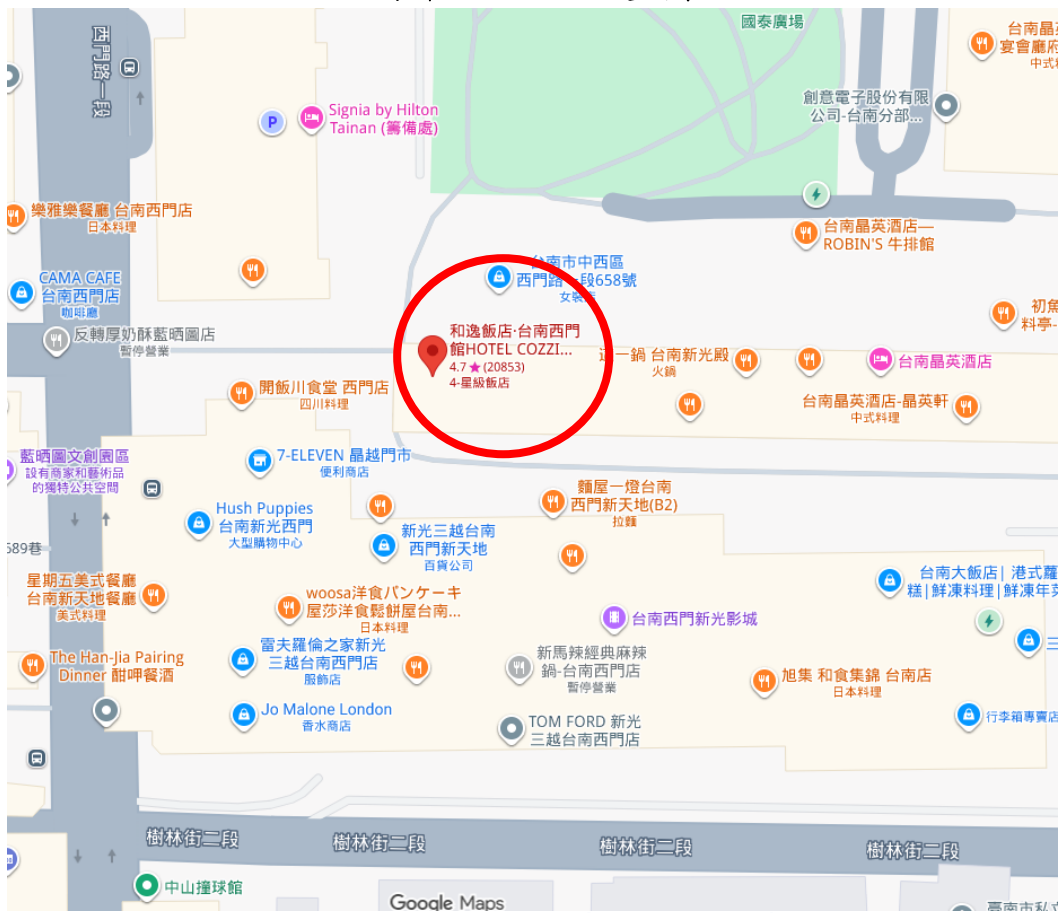 國泰廣場
台南晶
宴會廳府
中式
西門路一段
創意電子股份有限
公司-台南分部...
P
Signia by Hilton
Tainan (籌備處)
樂雅樂餐廳 台南西門店
日本料理
台南晶英酒店—
ROBIN'S 牛排館
台南市中西區
西門路一段658號
女裝店
CAMA CAFE
台南西門店
咖啡廳
初魚
料亭-
反轉厚奶酥藍晒圖店
暫停營業
和逸飯店·台南西門
館HOTEL COZZI...
4.7★(20853)
4-星級飯店
這一鍋 台南新光殿
火鍋
台南晶英酒店
開飯川食堂 西門店
四川料理
台南晶英酒店-晶英軒
中式料理
藍晒圖文創園區
設有商家和藝術品
的獨特公共空間
7-ELEVEN 晶越門市
便利商店
麵屋一燈台南
西門新天地(B2)
拉麵
Hush Puppies
台南新光西門
大型購物中心
新光三越台南
西門新天地
百貨公司
589巷
星期五美式餐廳
台南新天地餐廳
美式料理
woosa洋食パンケーキ
屋莎洋食鬆餅屋台南...
日本料理
台南大飯店| 港式蘿
糕|鮮凍料理|鮮凍年菜
台南西門新光影城
三
The Han-Jia Pairing
Dinner 酣呷餐酒
雷夫羅倫之家新光
三越台南西門店
服飾店
新馬辣經典麻辣
鍋-台南西門店
暫停營業
旭集 和食集錦 台南店
日本料理
Jo Malone London
香水商店
TOM FORD 新光
三越台南西門店
行李箱專賣店
樹林街二段
樹林街二段
樹林街二段
樹林街二段
中山撞球館
Google Maps
臺南市私立